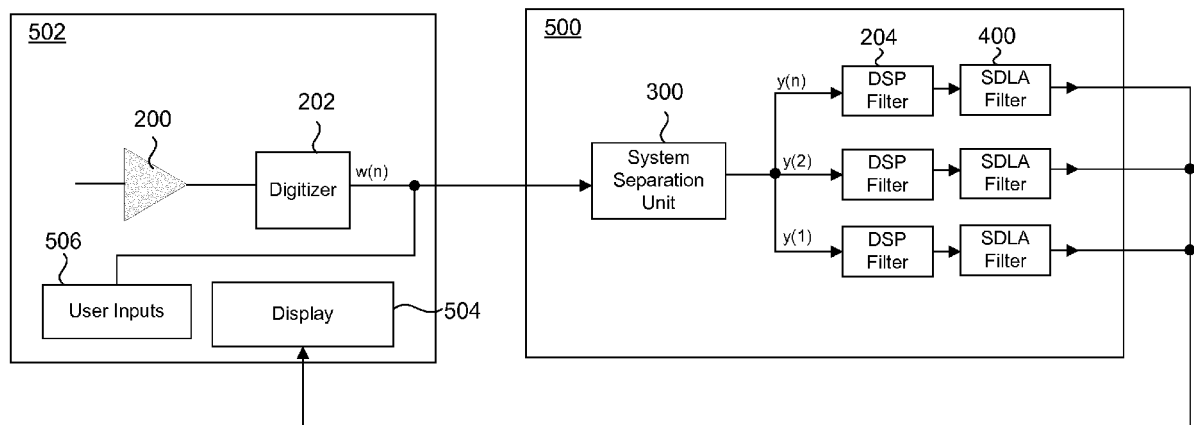 502
200
202
Digitizer
w(n)
506
User Inputs
Display
504
500
300
System
Separation
Unit
204
400
y(n)
DSP
Filter
SDLA
Filter
y(2)
DSP
Filter
SDLA
Filter
y(1)
DSP
Filter
SDLA
Filter